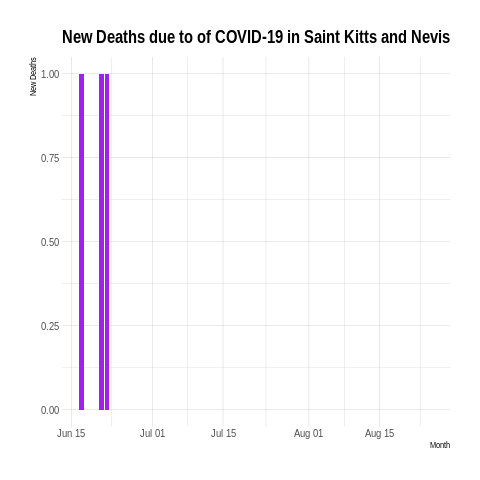 New Deaths due to of COVID-19 in Saint Kitts and Nevis
New Deaths
1.00
0.75
0.50
0.25
0.00
Jun 15 Jul 01 Jul 15 Aug 01 Aug 15
Month